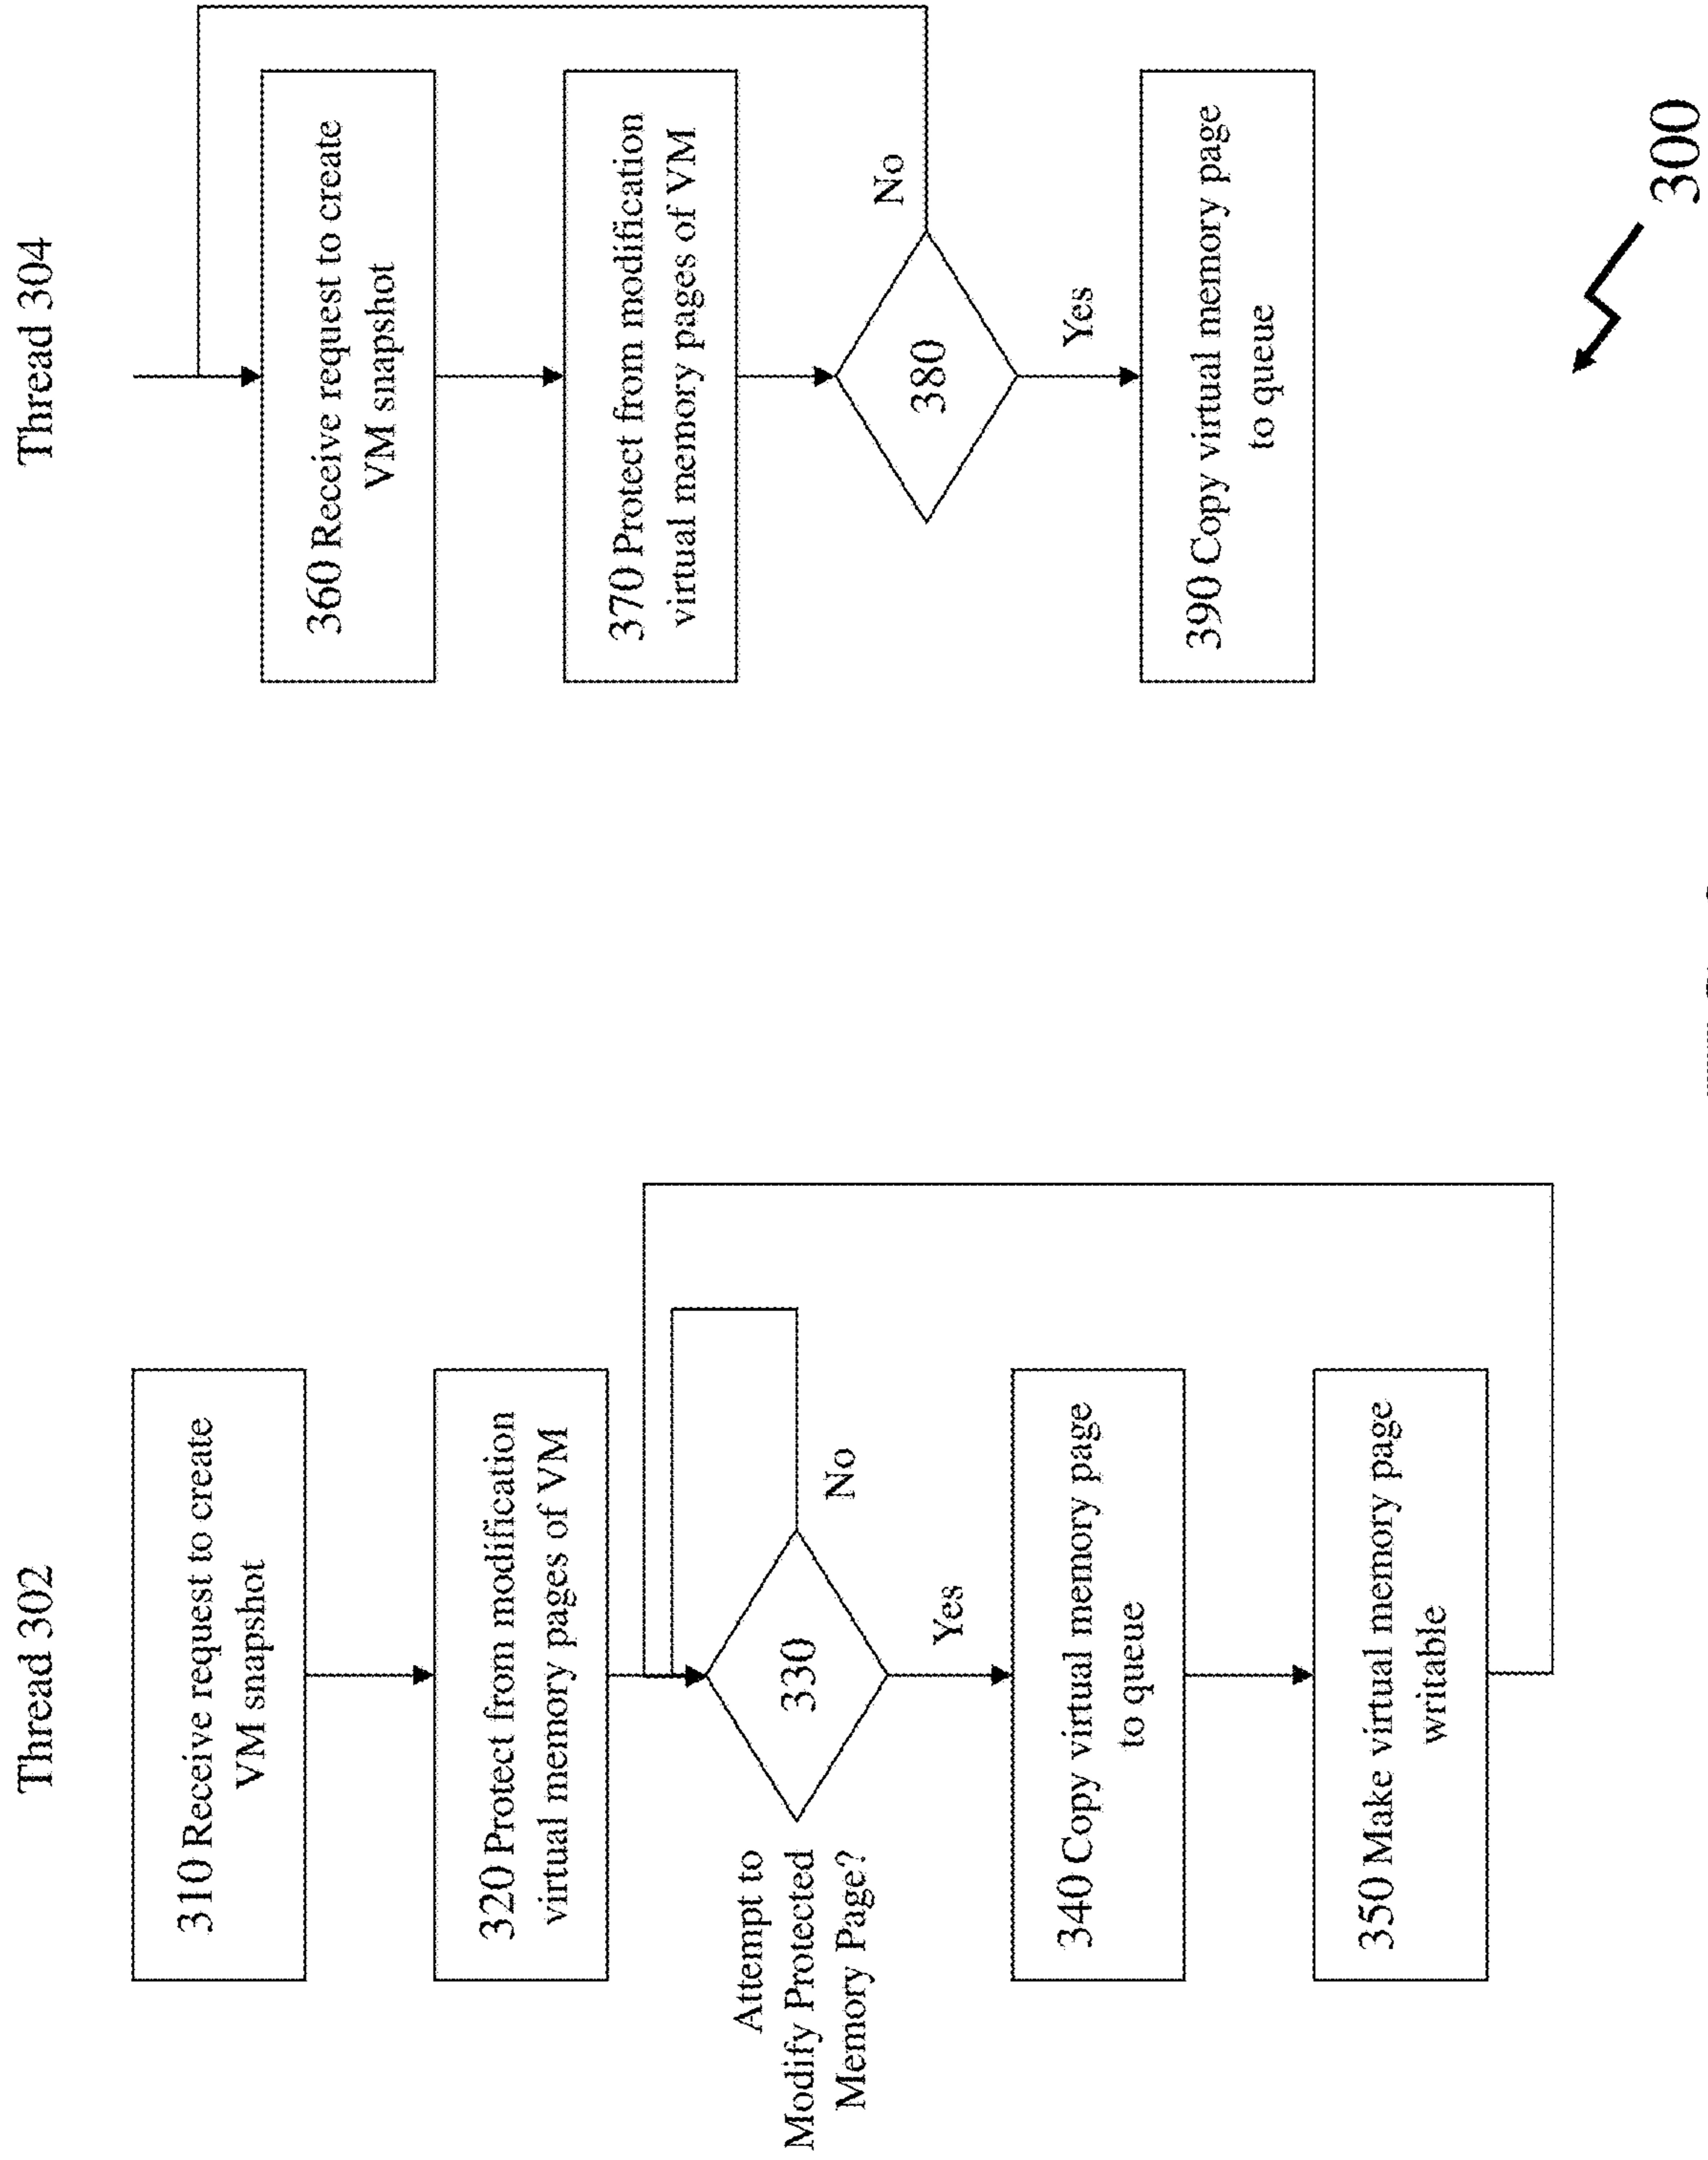 Thread 302
310 Receive request to create
VM snapshot
320 Protect from modification
virtual memory pages of VM
Attempt to
Modify Protected
Memory Page?
330
No
Yes
340 Copy virtual memory page
to queue
350 Make virtual memory page
writable
Thread 304
360 Receive request to create
VM snapshot
370 Protect from modification
virtual memory pages of VM
380
No
Yes
390 Copy virtual memory page
to queue
300